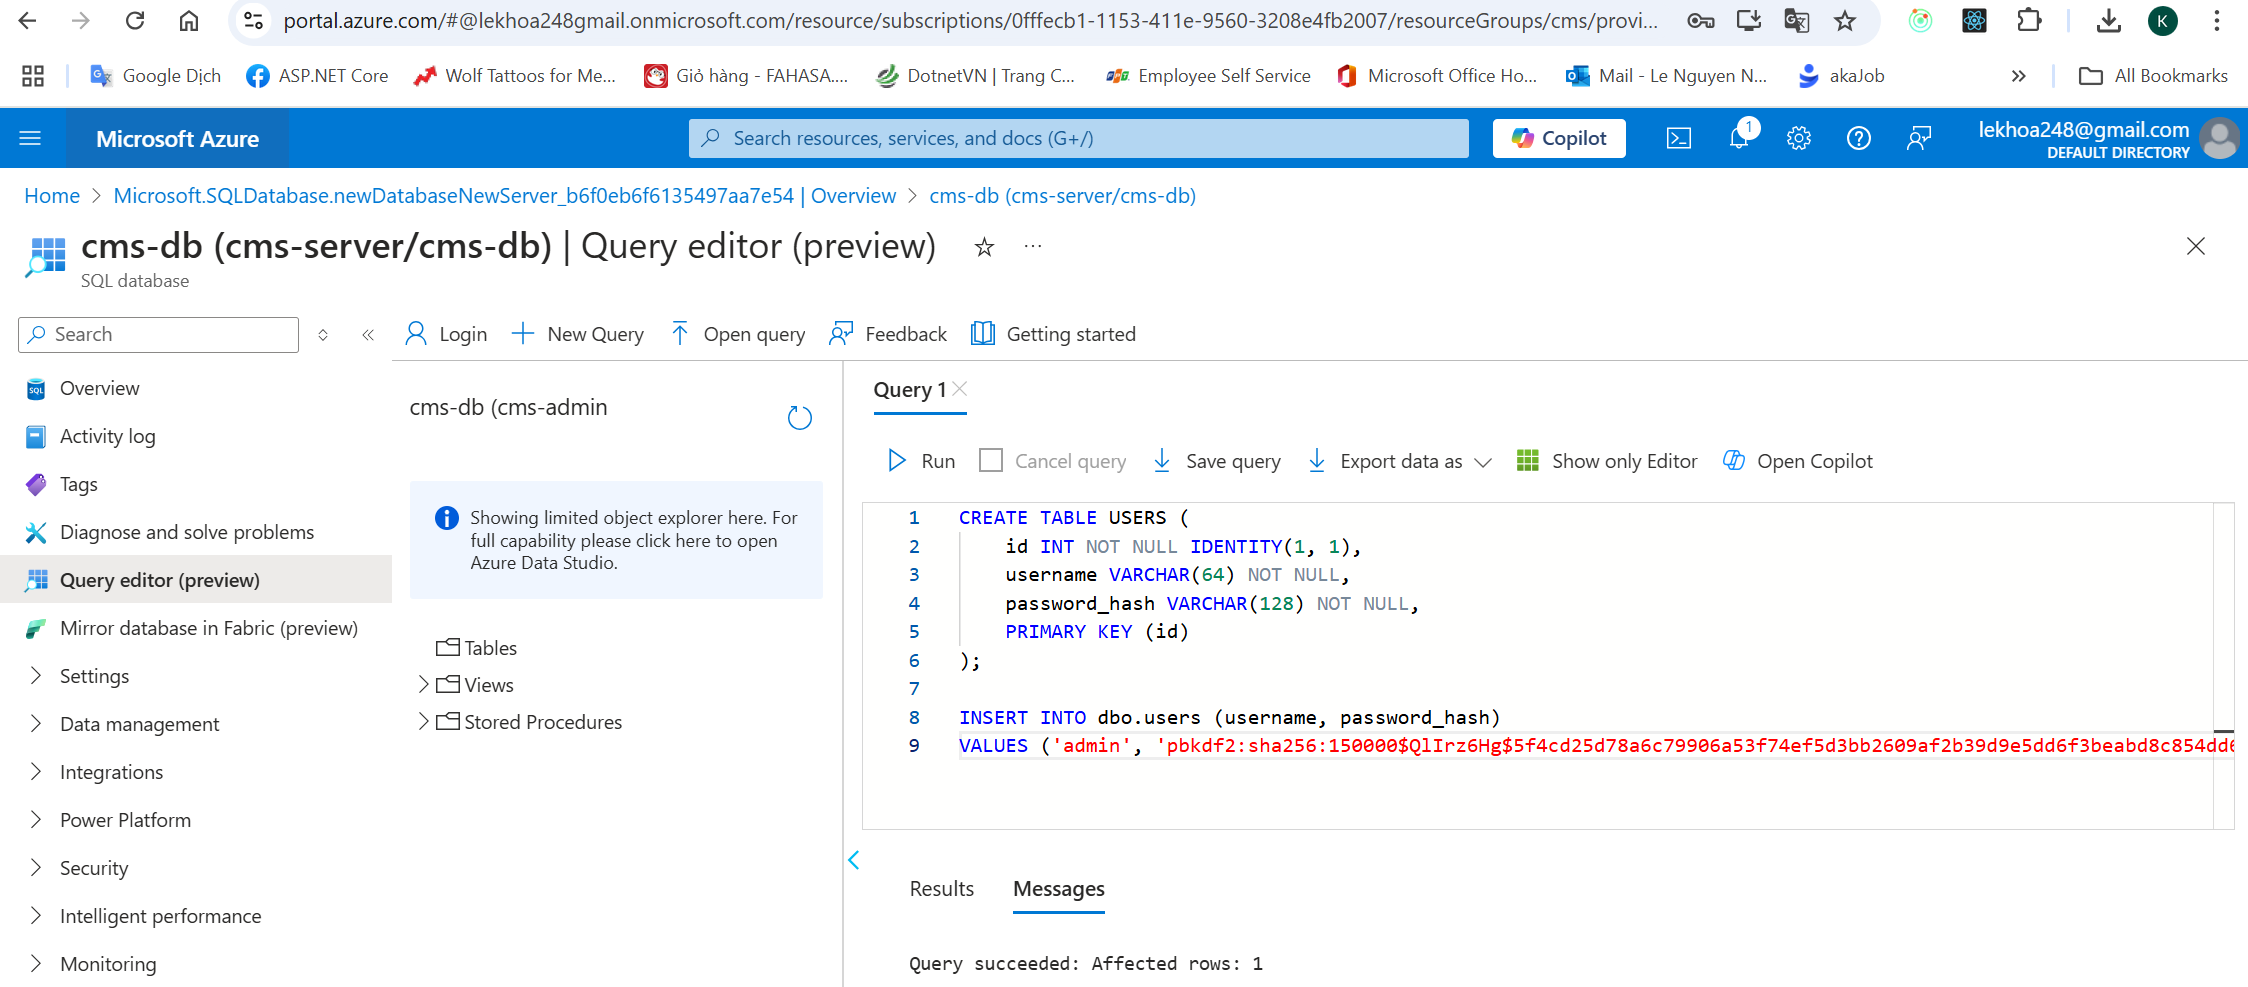 portal.azure.com/#@lekhoa248gmail.onmicrosoft.com/resource/subscriptions/0fffecb1-1153-411e-9560-3208e4fb2007/resourceGroups/cms/provi...
K
Google Dịch
ASP.NET Core
Wolf Tattoos for Me...
Giỏ hàng - FAHASA....
DotnetVN | Trang C...
Employee Self Service
Microsoft Office Ho...
Mail - Le Nguyen N...
akaJob
All Bookmarks
Microsoft Azure
Search resources, services, and docs (G+/)
Copilot
1
lekhoa248@gmail.com
DEFAULT DIRECTORY
Home > Microsoft.SQLDatabase.newDatabaseNewServer_b6f0eb6f6135497aa7e54 | Overview > cms-db (cms-server/cms-db)
cms-db (cms-server/cms-db) | Query editor (preview)
SQL database
Search
Login
New Query
Open query
Feedback
Getting started
Overview
Activity log
Tags
Diagnose and solve problems
Query editor (preview)
Mirror database in Fabric (preview)
Settings
Data management
Integrations
Power Platform
Security
Intelligent performance
Monitoring
cms-db (cms-admin
Showing limited object explorer here. For
full capability please click here to open
Azure Data Studio.
Tables
Views
Stored Procedures
Query 1
Run
Cancel query
Save query
Export data as
Show only Editor
Open Copilot
1 CREATE TABLE USERS (
2 id INT NOT NULL IDENTITY(1, 1),
3 username VARCHAR(64) NOT NULL,
4 password_hash VARCHAR(128) NOT NULL,
5 PRIMARY KEY (id)
6 );
7
8 INSERT INTO dbo.users (username, password_hash)
9 VALUES ('admin', 'pbkdf2:sha256:150000$QlIrz6Hg$5f4cd25d78a6c79906a53f74ef5d3bb2609af2b39d9e5dd6f3beabd8c854dd6
Results
Messages
Query succeeded: Affected rows: 1